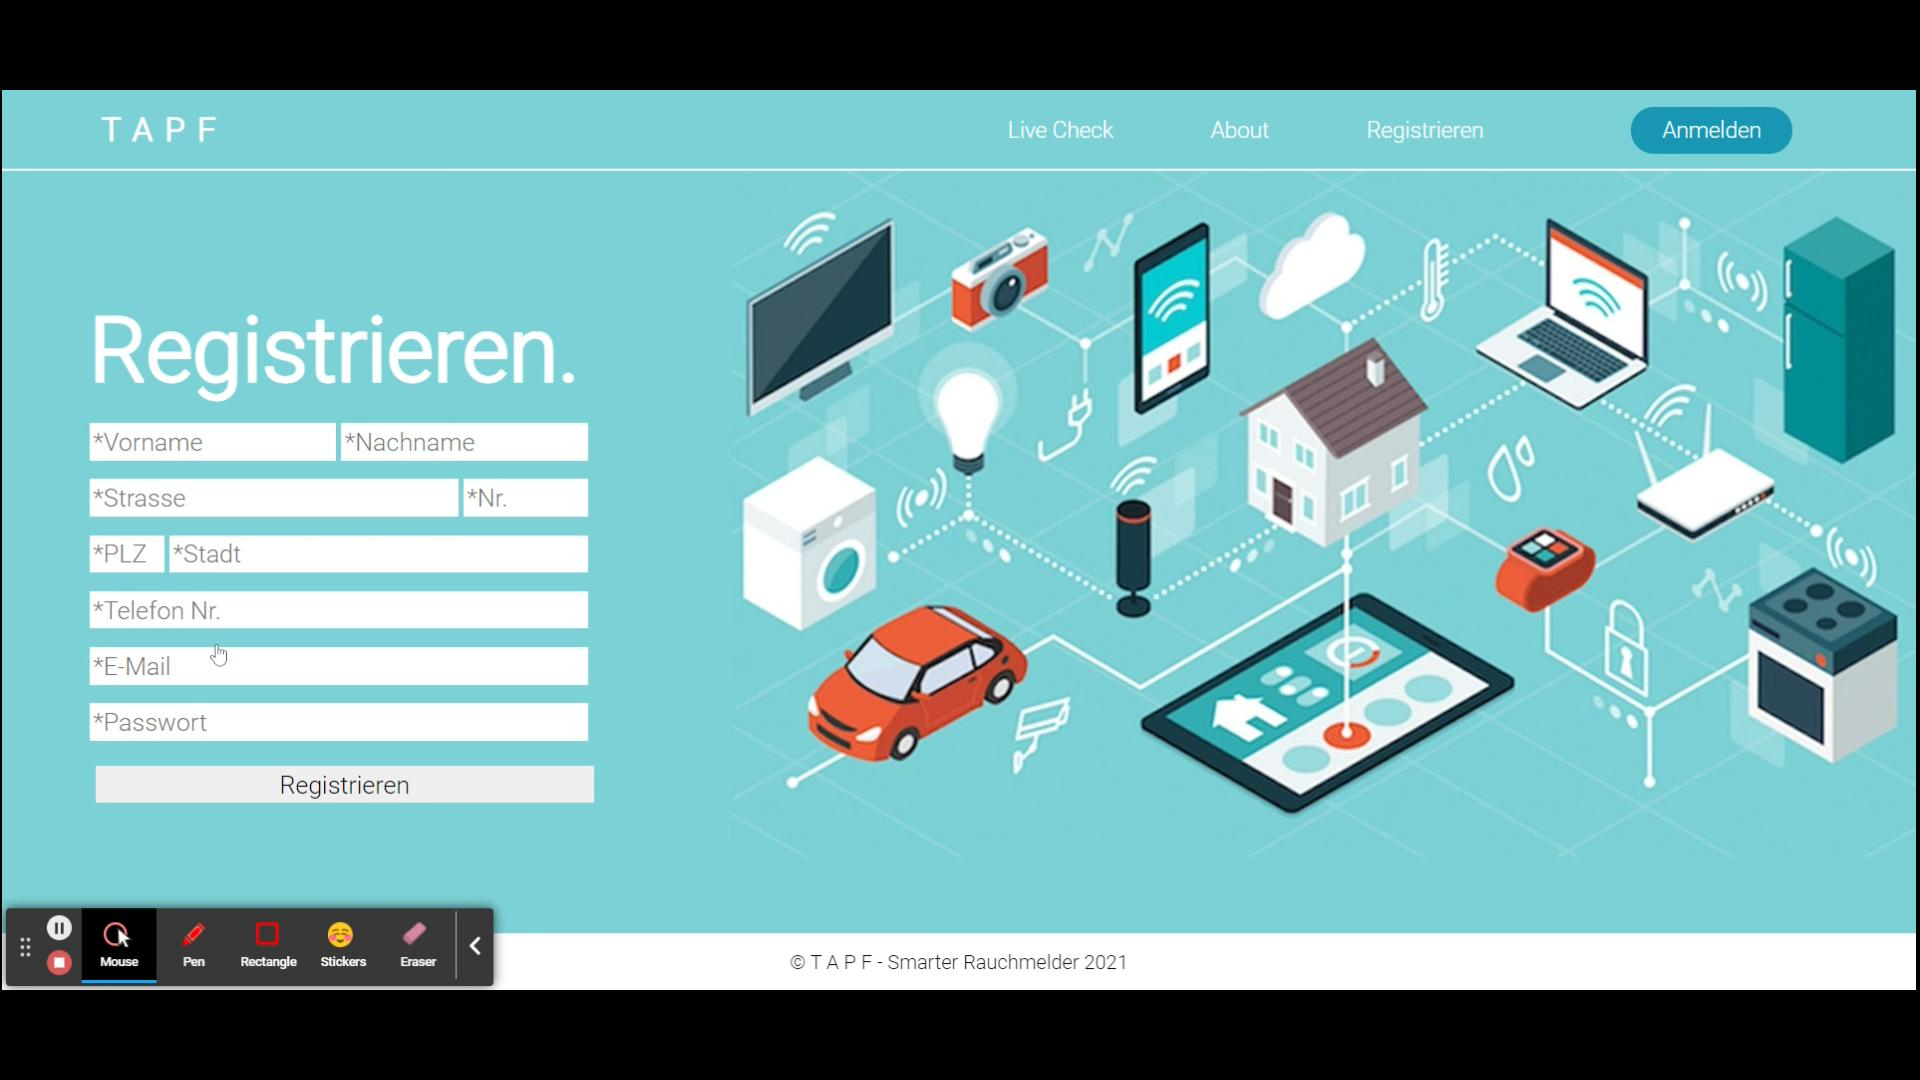 T A P F
Live Check
About
Registrieren
Anmelden
Registrieren.
*Vorname
*Nachname
*Strasse
*Nr.
*PLZ
*Stadt
*Telefon Nr.
*E-Mail
*Passwort
Registrieren
Mouse
Pen
Rectangle
Stickers
Eraser
© T A P F - Smarter Rauchmelder 2021